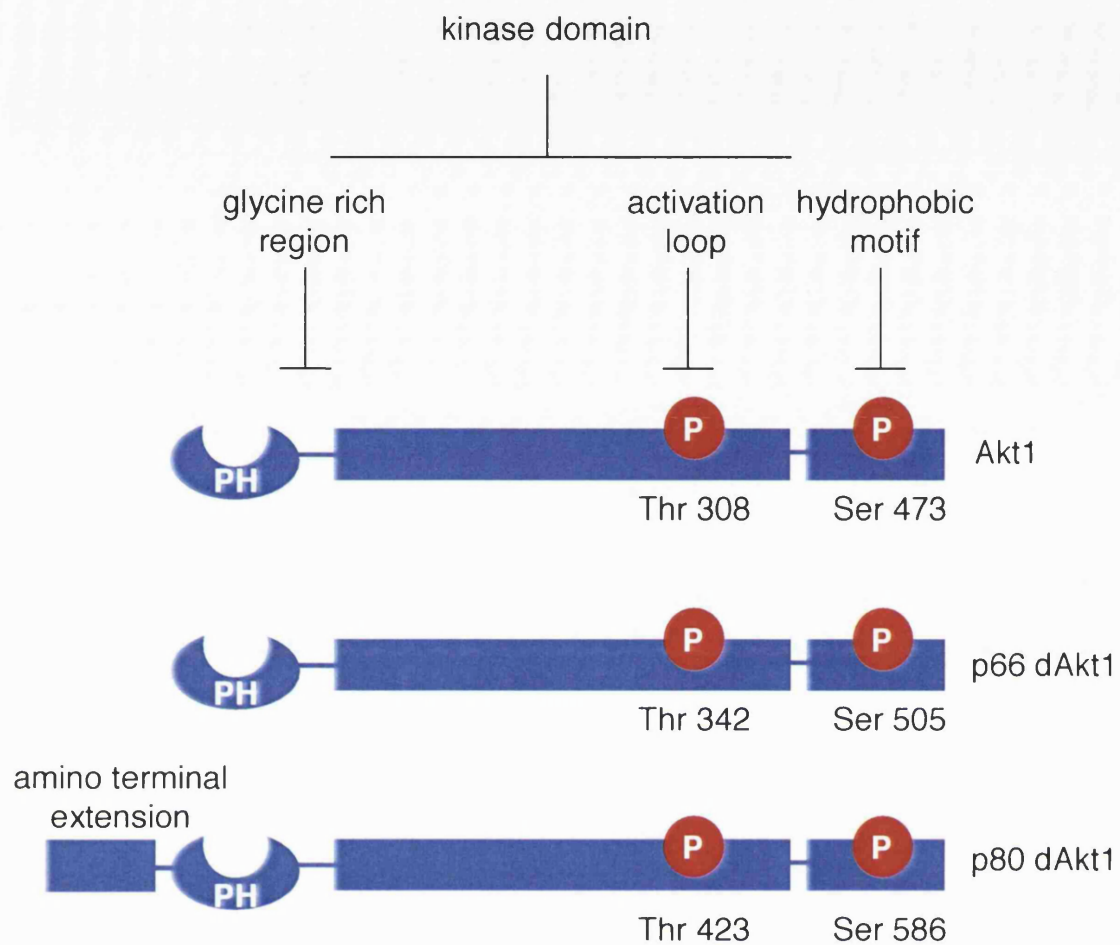 kinase domain
glycine rich
region
activation
loop
hydrophobic
motif
P
P
PH
Akt1
Thr 308
Ser 473
P
P
PH
p66 dAkt1
Thr 342
Ser 505
amino terminal
extension
P
P
PH
p80 dAkt1
Thr 423
Ser 586